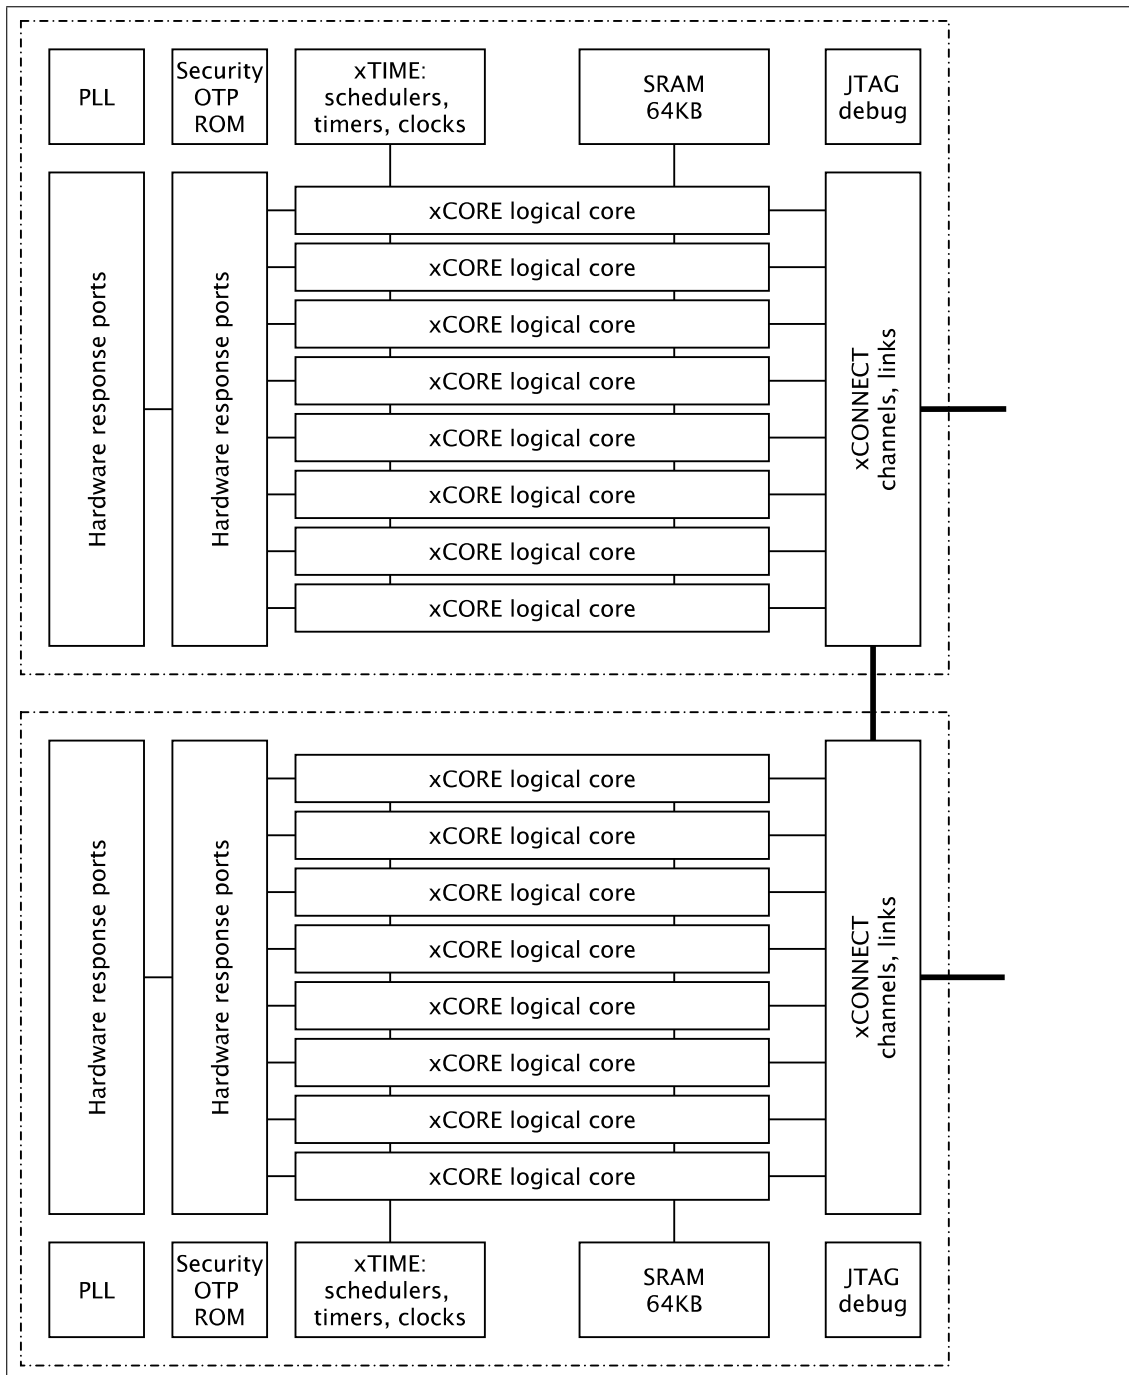 PLL
Security
OTP
ROM
xTIME:
schedulers,
timers, clocks
SRAM
64KB
JTAG
debug
Hardware response ports
Hardware response ports
xCORE logical core
xCORE logical core
xCORE logical core
xCORE logical core
xCORE logical core
xCORE logical core
xCORE logical core
xCORE logical core
xCONNECT
channels, links
Hardware response ports
Hardware response ports
xCORE logical core
xCORE logical core
xCORE logical core
xCORE logical core
xCORE logical core
xCORE logical core
xCORE logical core
xCORE logical core
xCONNECT
channels, links
PLL
Security
OTP
ROM
xTIME:
schedulers,
timers, clocks
SRAM
64KB
JTAG
debug